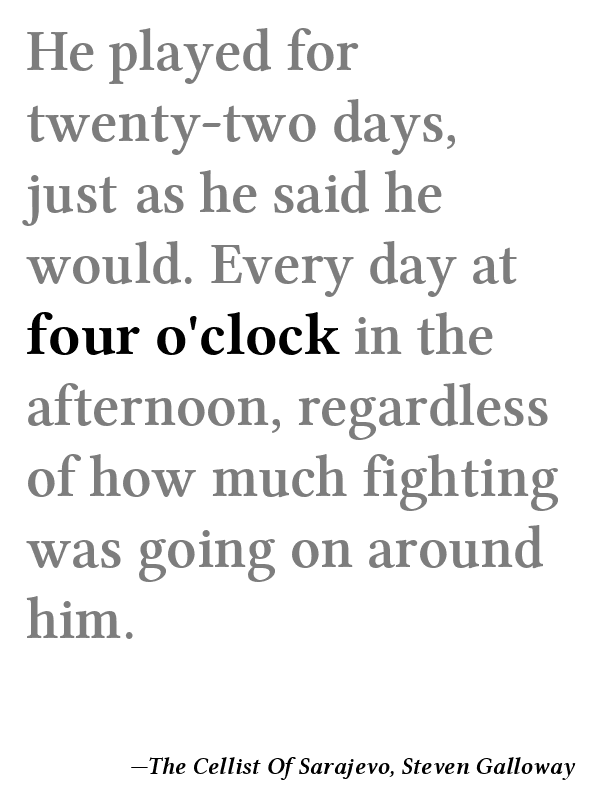 He played for
twenty-two days,
just as he said he
would. Every day at
four o'clock in the
afternoon, regardless
of how much fighting
was going on around
him.
—The Cellist Of Sarajevo, Steven Galloway